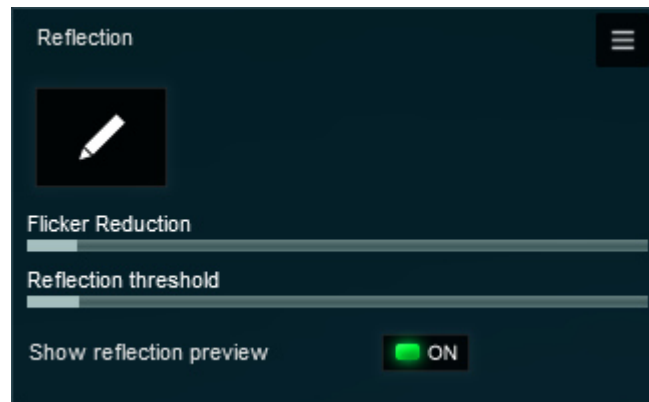 Reflection
Flicker Reduction
Reflection threshold
Show reflection preview ON